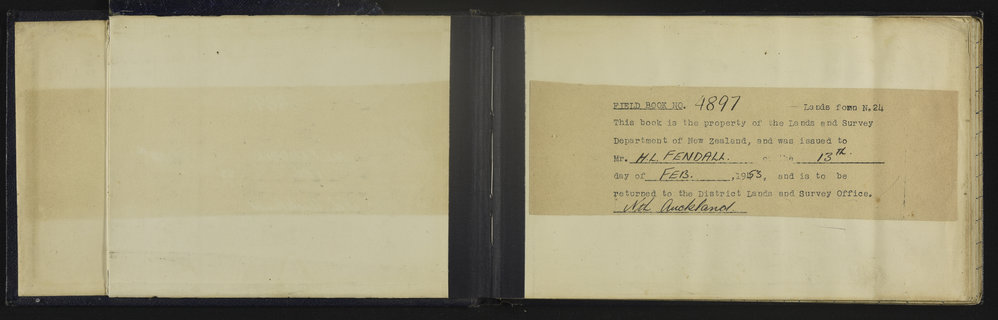 FIELD BOOK NO. 4897 — Lands form N.24
This book is the property of the Lands and Survey
Department of New Zealand, and was issued to
Mr. H.L. FENDALL. on the 13th.
day of FEB. ,1953, and is to be
returned to the District Lands and Survey Office.
Nth Auckland